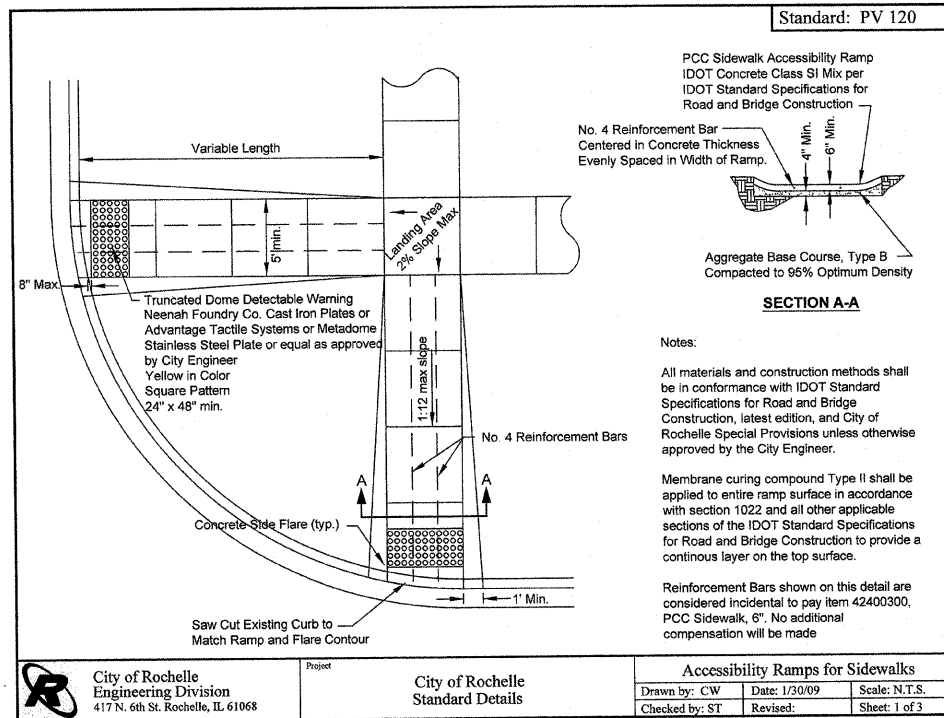 Standard: PV 120
PCC Sidewalk Accessibility Ramp
IDOT Concrete Class SI Mix per
IDOT Standard Specifications for
Road and Bridge Construction
No. 4 Reinforcement Bar
Centered in Concrete Thickness
Evenly Spaced in Width of Ramp.
4" Min.
6" Min.
Aggregate Base Course, Type B
Compacted to 95% Optimum Density
SECTION A-A
Variable Length
Landing Area
2% Slope Max
5' min.
8" Max.
Truncated Dome Detectable Warning
Neenah Foundry Co. Cast Iron Plates or
Advantage Tactile Systems or Metadome
Stainless Steel Plate or equal as approved
by City Engineer
Yellow in Color
Square Pattern
24" x 48" min.
1:12 max slope
No. 4 Reinforcement Bars
A
A
Concrete Side Flare (typ.)
1' Min.
Saw Cut Existing Curb to
Match Ramp and Flare Contour
Notes:
All materials and construction methods shall
be in conformance with IDOT Standard
Specifications for Road and Bridge
Construction, latest edition, and City of
Rochelle Special Provisions unless otherwise
approved by the City Engineer.
Membrane curing compound Type II shall be
applied to entire ramp surface in accordance
with section 1022 and all other applicable
sections of the IDOT Standard Specifications
for Road and Bridge Construction to provide a
continous layer on the top surface.
Reinforcement Bars shown on this detail are
considered incidental to pay item 42400300,
PCC Sidewalk, 6". No additional
compensation will be made
R
City of Rochelle
Engineering Division
417 N. 6th St. Rochelle, IL 61068
Project
City of Rochelle
Standard Details
Accessibility Ramps for Sidewalks
Drawn by: CW
Date: 1/30/09
Scale: N.T.S.
Checked by: ST
Revised:
Sheet: 1 of 3